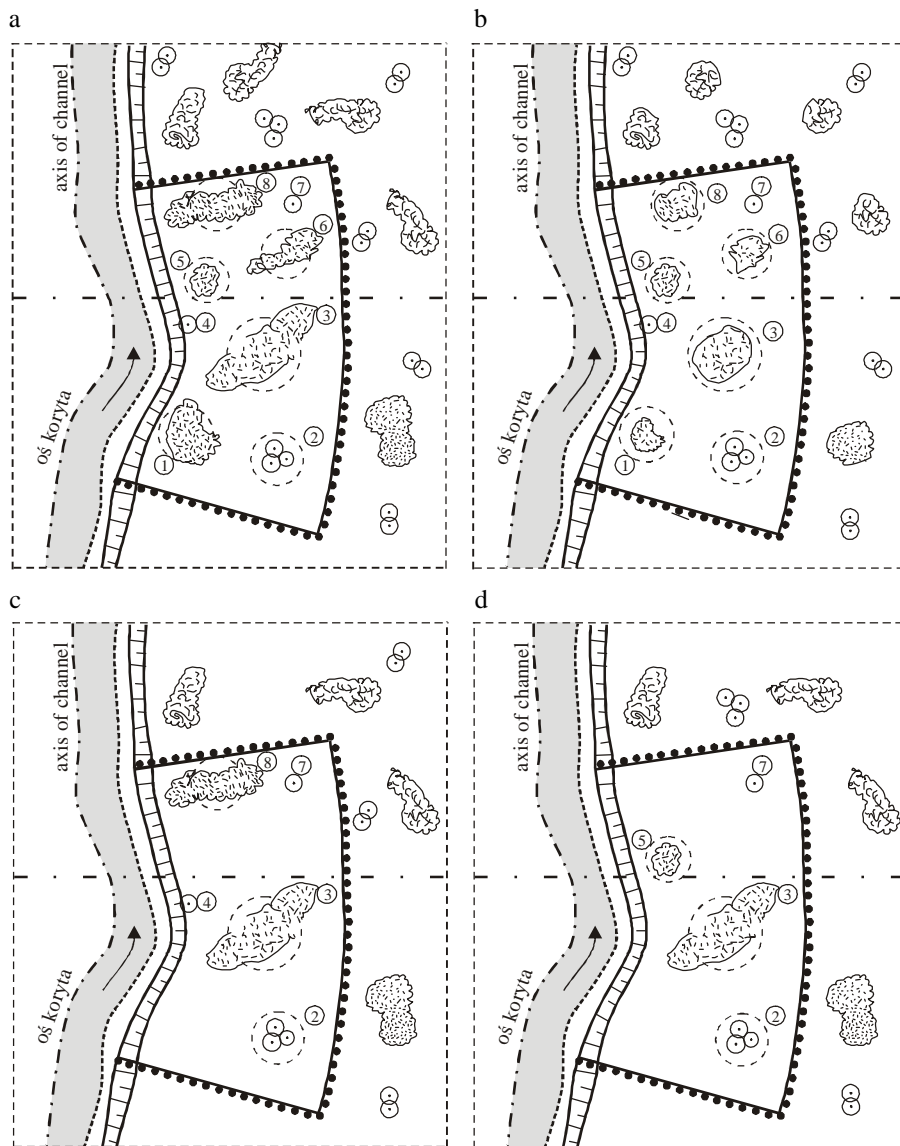 a
axis of channel
oś koryta
8
7
6
5
4
3
2
1
b
axis of channel
oś koryta
8
7
6
5
4
3
2
1
c
axis of channel
oś koryta
8
7
4
3
2
d
axis of channel
oś koryta
7
5
3
2